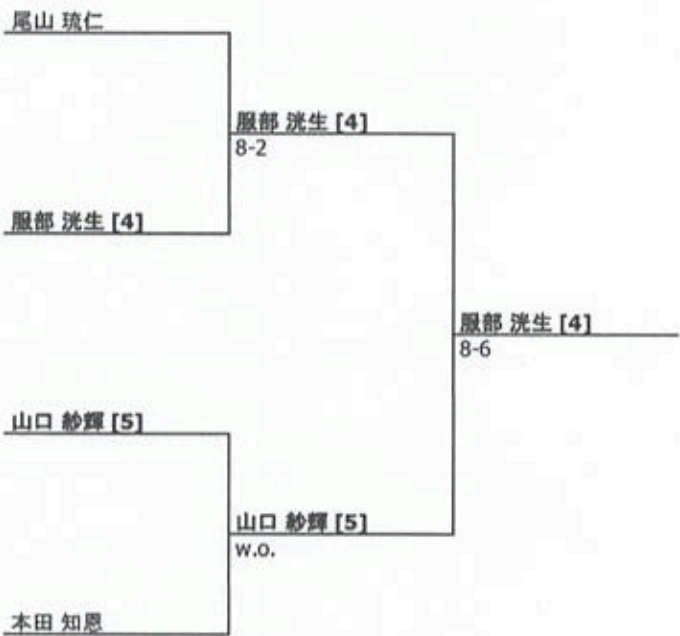 尾山 琉仁
服部 洸生 [4]
8-2
服部 洸生 [4]
服部 洸生 [4]
8-6
山口 紗輝 [5]
山口 紗輝 [5]
w.o.
本田 知恩